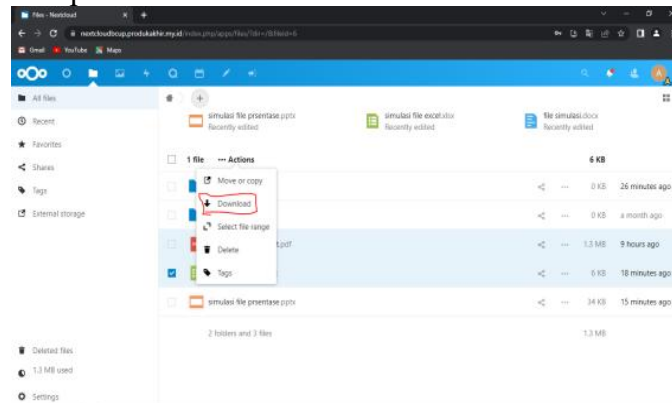 Files - Nextcloud
nextcloudbcup.produkakhir.my.id/index.php/apps/files/?dir=/&fileid=6
Gmail YouTube Maps
All files
Recent
Favorites
Shares
Tags
External storage
simulasi file prsentase.pptx
Recently edited
simulasi file excel.xlsx
Recently edited
file simulasi.docx
Recently edited
1 file ••• Actions 6 KB
Move or copy
Download
Select file range
Delete
Tags
0 KB 26 minutes ago
0 KB a month ago
.pdf 1.3 MB 9 hours ago
6 KB 18 minutes ago
simulasi file prsentase.pptx 34 KB 15 minutes ago
2 folders and 3 files 1.3 MB
Deleted files
1.3 MB used
Settings